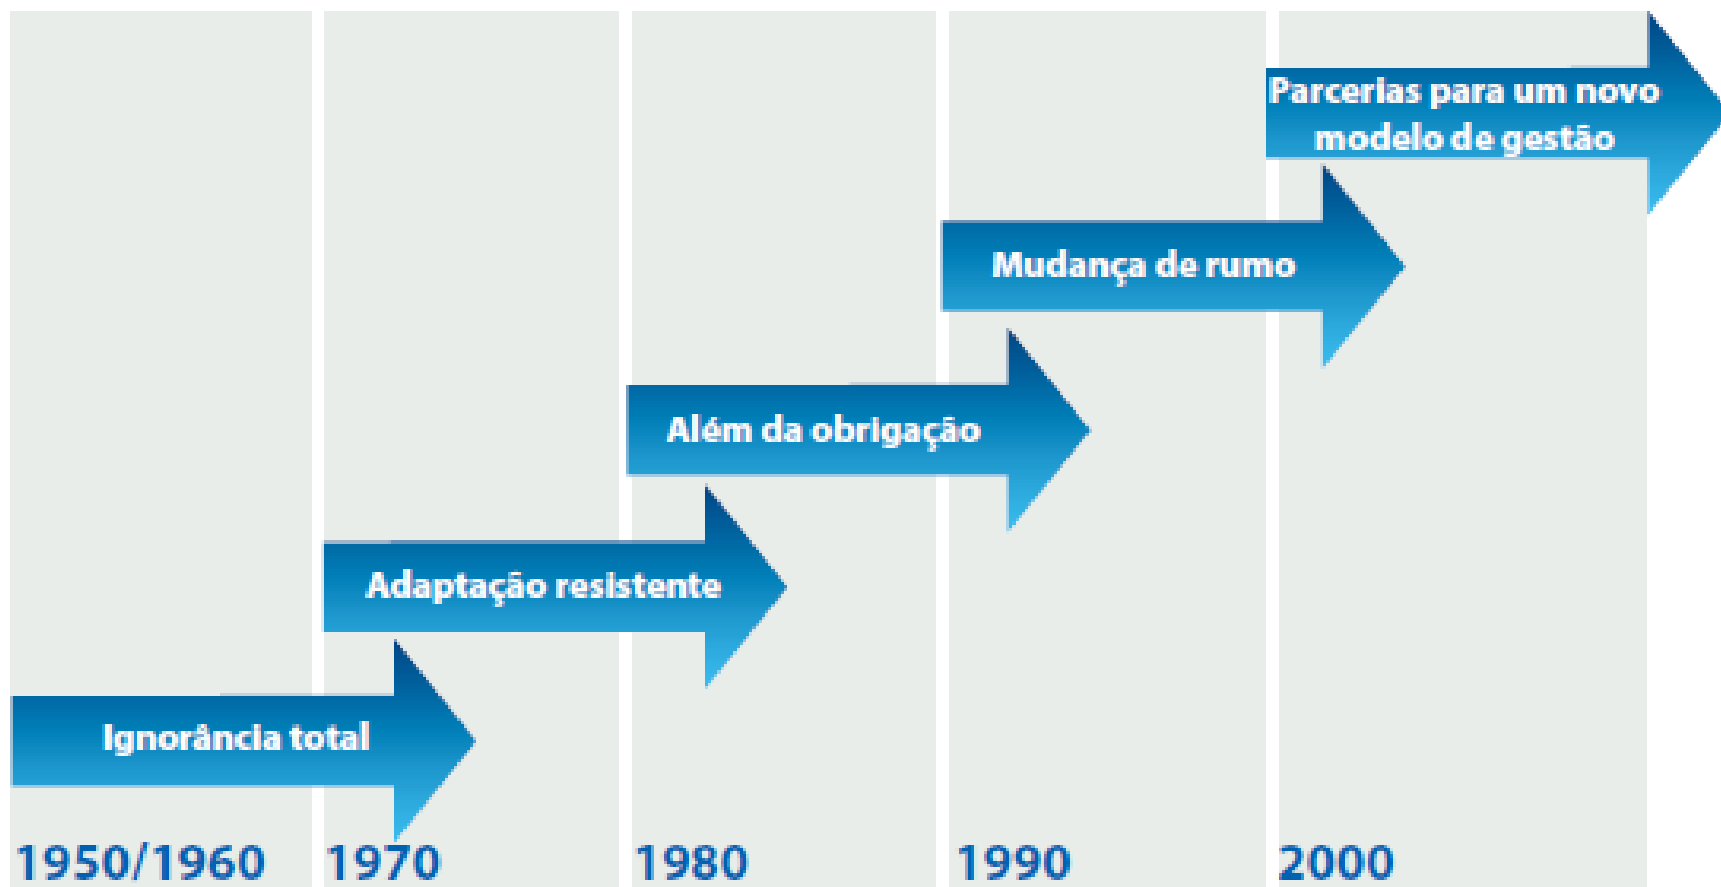 Parcerias para um novo
modelo de gestão
Mudança de rumo
Além da obrigação
Adaptação resistente
Ignorância total
1950/1960
1970
1980
1990
2000